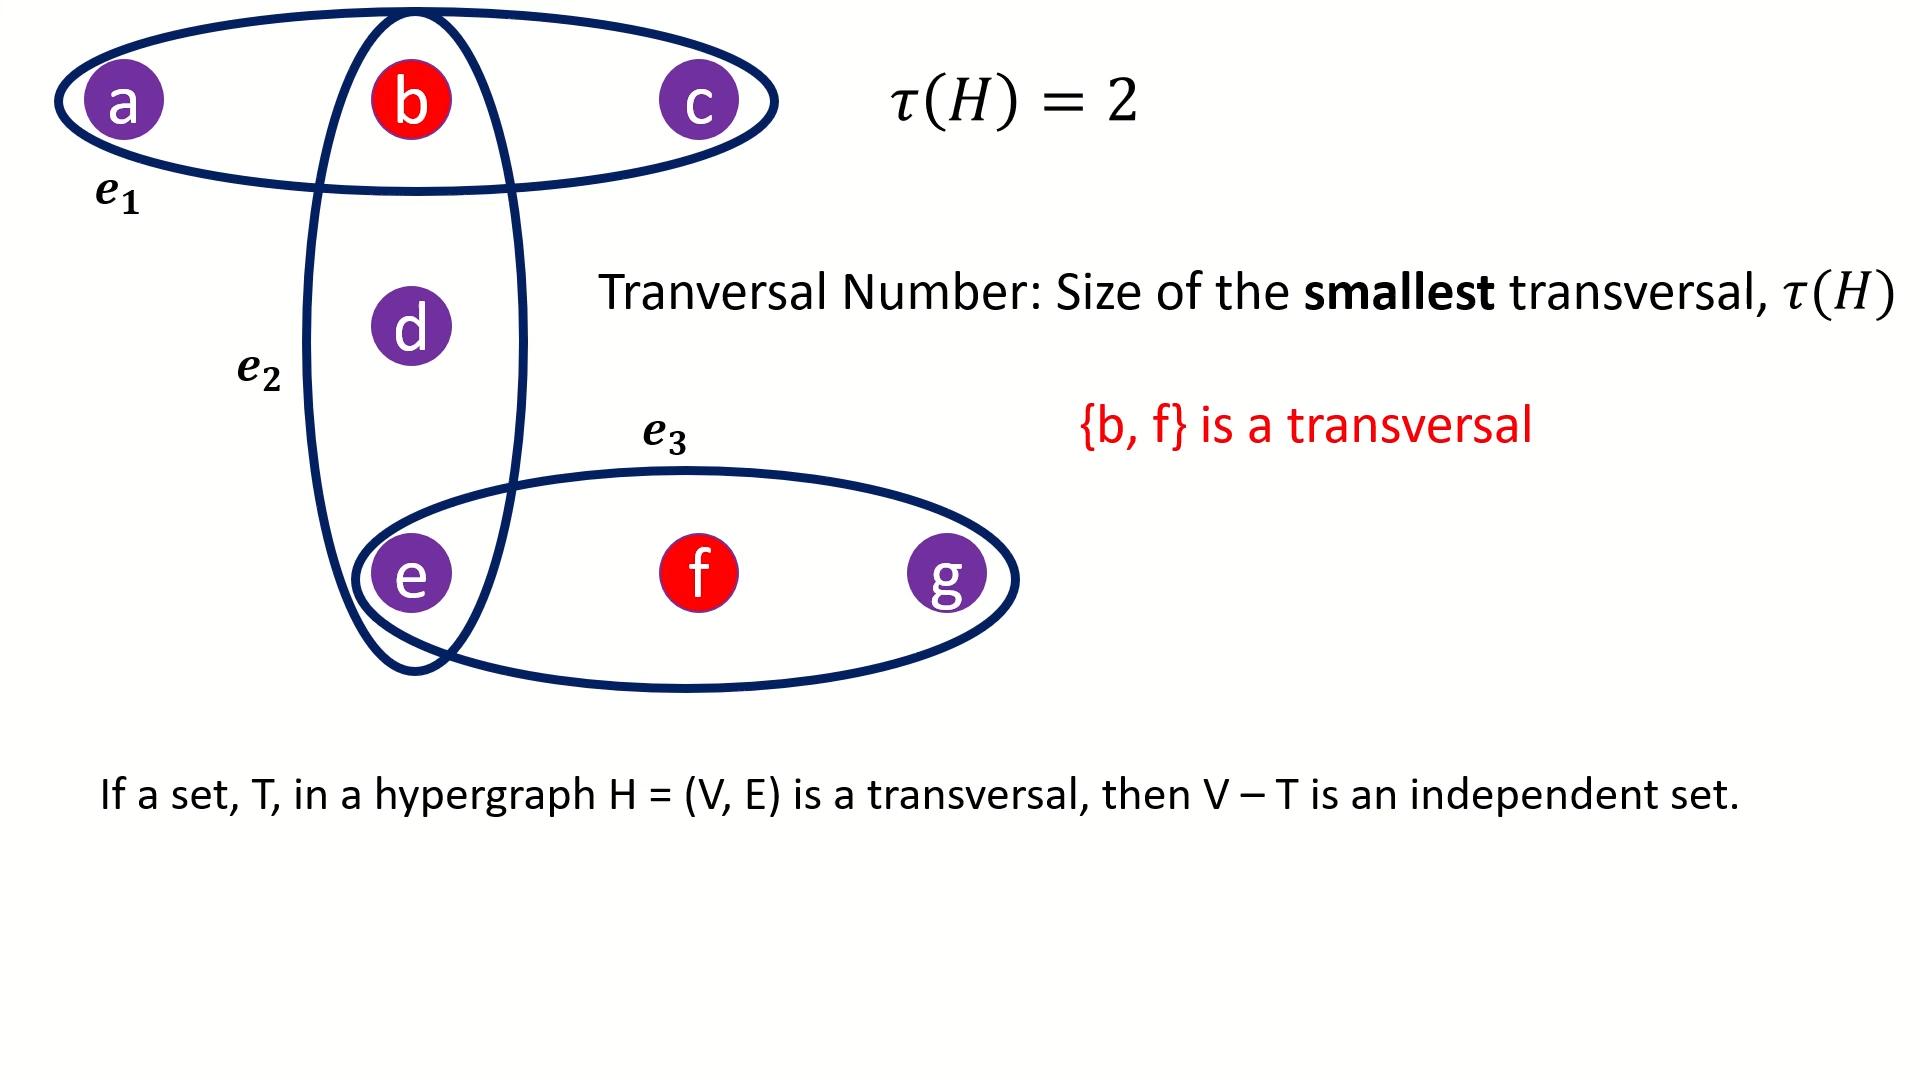 a b c
τ(H) = 2
e₁
Tranversal Number: Size of the smallest transversal, τ(H)
d
e₂
{b, f} is a transversal
e₃
e f g
If a set, T, in a hypergraph H = (V, E) is a transversal, then V – T is an independent set.